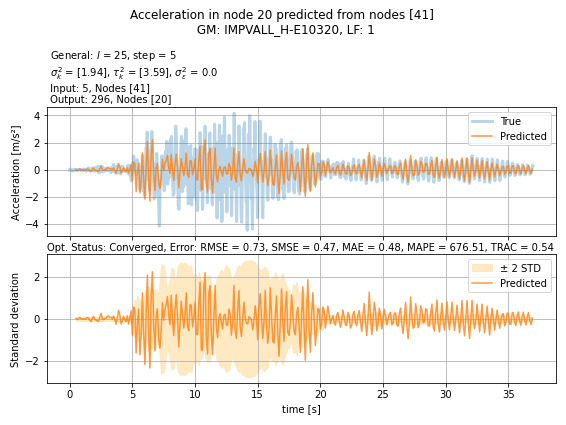 Acceleration in node 20 predicted from nodes [41]
GM: IMPVALL_H-E10320, LF: 1
General: l = 25, step = 5
σ²ₖ = [1.94], τ²ₖ = [3.59], σ²ε = 0.0
Input: 5, Nodes [41]
Output: 296, Nodes [20]
Acceleration [m/s²]
4
2
0
−2
−4
True
Predicted
Opt. Status: Converged, Error: RMSE = 0.73, SMSE = 0.47, MAE = 0.48, MAPE = 676.51, TRAC = 0.54
Standard deviation
2
0
−2
± 2 STD
Predicted
0 5 10 15 20 25 30 35
time [s]